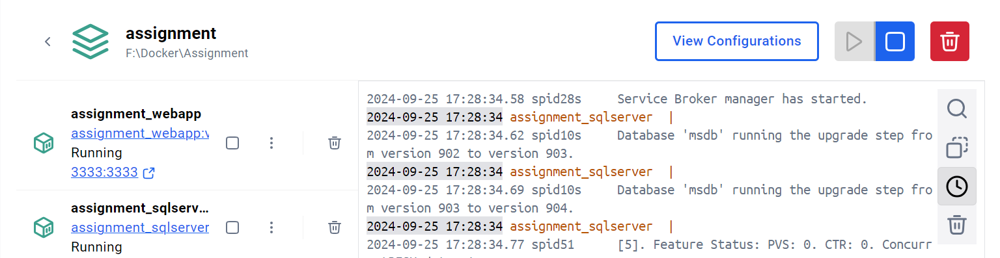 assignment
F:\Docker\Assignment
View Configurations
assignment_webapp
assignment_webapp:v
Running
3333:3333
assignment_sqlserv...
assignment_sqlserver
Running
2024-09-25 17:28:34.58 spid28s     Service Broker manager has started.
2024-09-25 17:28:34 assignment_sqlserver  |
2024-09-25 17:28:34.62 spid10s     Database 'msdb' running the upgrade step fro
m version 902 to version 903.
2024-09-25 17:28:34 assignment_sqlserver  |
2024-09-25 17:28:34.69 spid10s     Database 'msdb' running the upgrade step fro
m version 903 to version 904.
2024-09-25 17:28:34 assignment_sqlserver  |
2024-09-25 17:28:34.77 spid51      [5]. Feature Status: PVS: 0. CTR: 0. Concurr